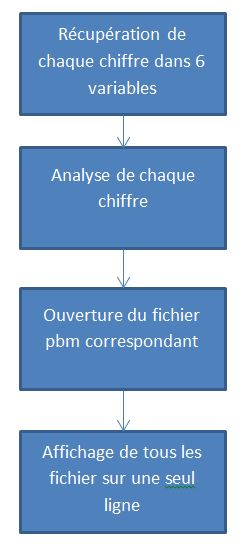 Récupération de
chaque chiffre dans 6
variables
Analyse de chaque
chiffre
Ouverture du fichier
pbm correspondant
Affichage de tous les
fichier sur une seul
ligne